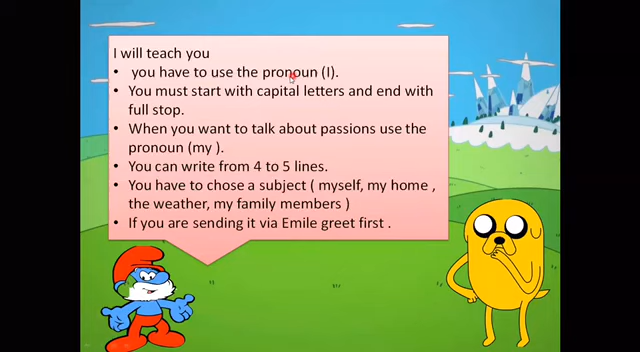 I will teach you
• you have to use the pronoun (I).
• You must start with capital letters and end with
full stop.
• When you want to talk about passions use the
pronoun (my ).
• You can write from 4 to 5 lines.
• You have to chose a subject ( myself, my home ,
the weather, my family members )
• If you are sending it via Emile greet first .